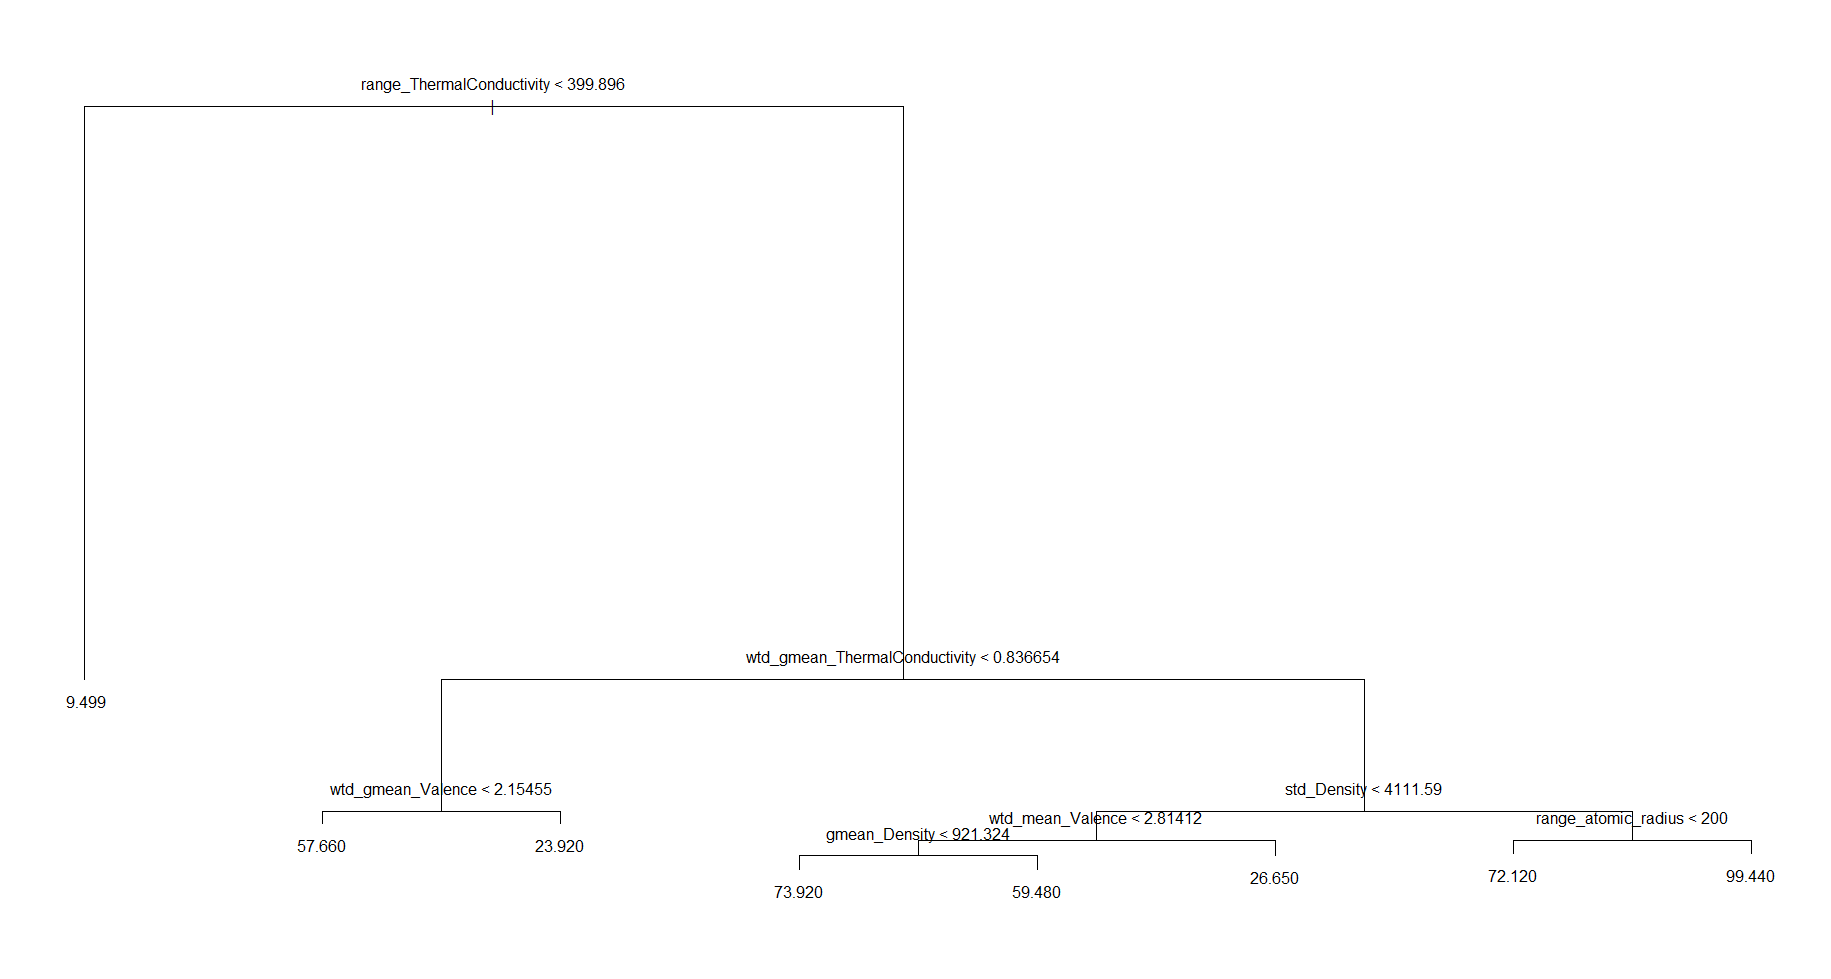 range_ThermalConductivity < 399.896
wtd_gmean_ThermalConductivity < 0.836654
9.499
wtd_gmean_Valence < 2.15455
std_Density < 4111.59
wtd_mean_Valence < 2.81412
range_atomic_radius < 200
gmean_Density < 921.324
57.660
23.920
73.920
59.480
26.650
72.120
99.440